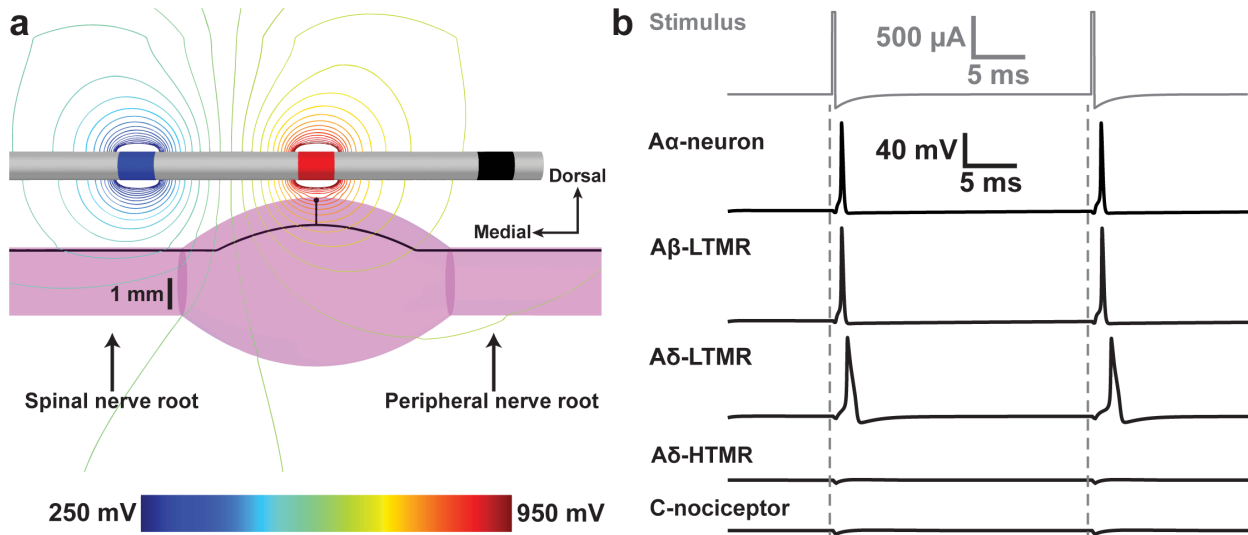 a
Dorsal
Medial
1 mm
Spinal nerve root
Peripheral nerve root
250 mV
950 mV
b
Stimulus
500 µA
5 ms
Aα-neuron
40 mV
5 ms
Aβ-LTMR
Aδ-LTMR
Aδ-HTMR
C-nociceptor